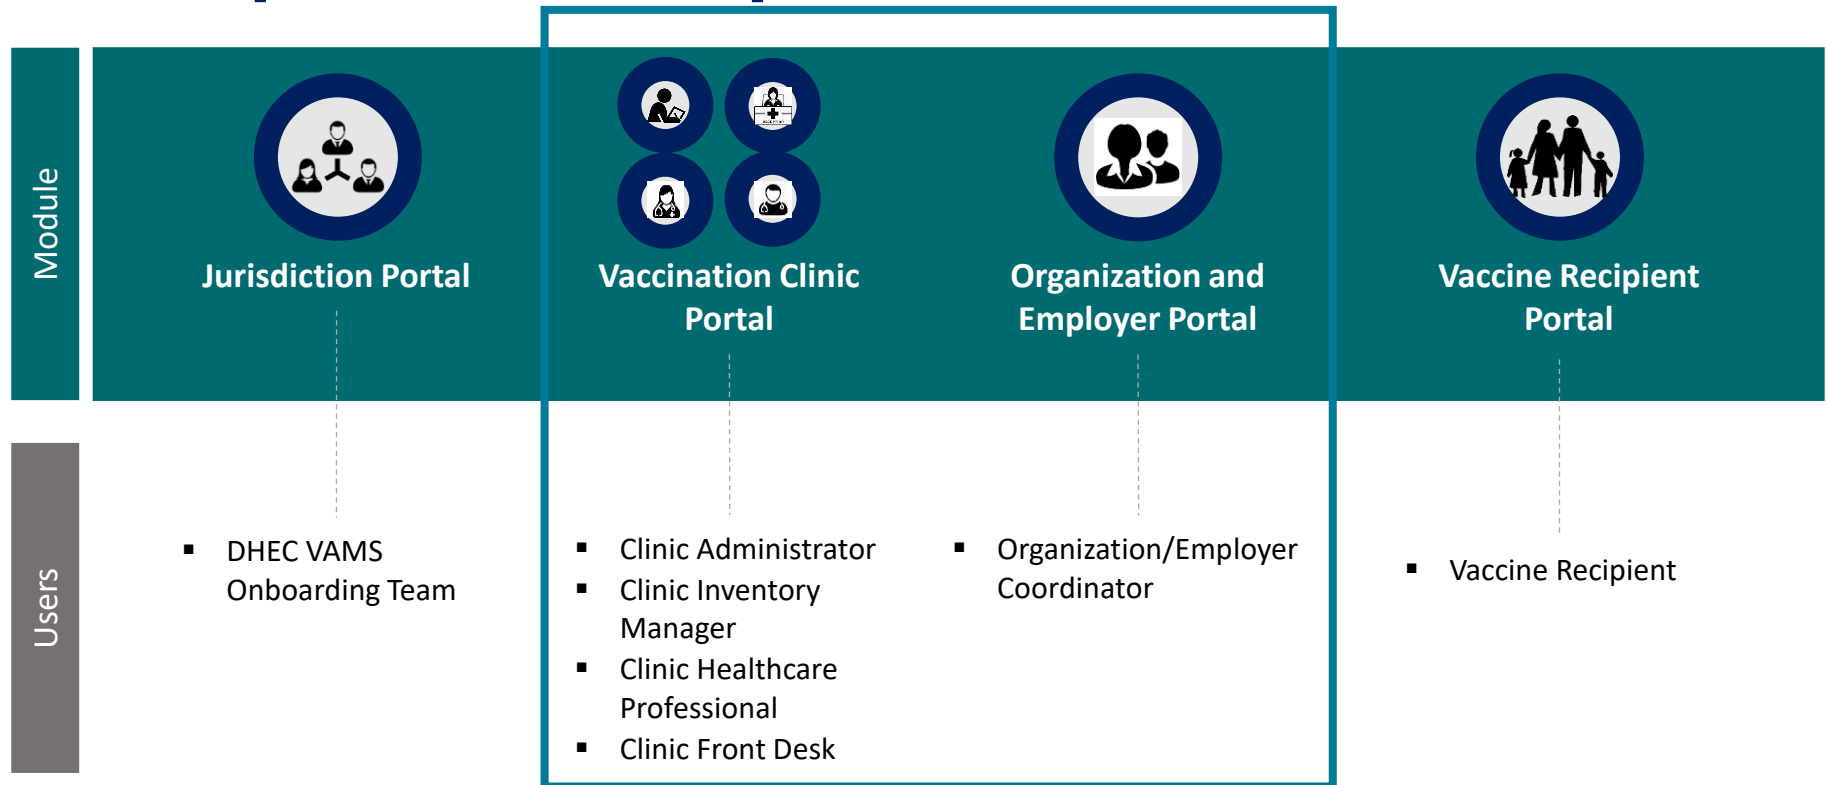 Module
Jurisdiction Portal
Vaccination Clinic
Portal
Organization and
Employer Portal
Vaccine Recipient
Portal
Users
▪ DHEC VAMS
Onboarding Team
▪ Clinic Administrator
▪ Clinic Inventory
Manager
▪ Clinic Healthcare
Professional
▪ Clinic Front Desk
▪ Organization/Employer
Coordinator
▪ Vaccine Recipient